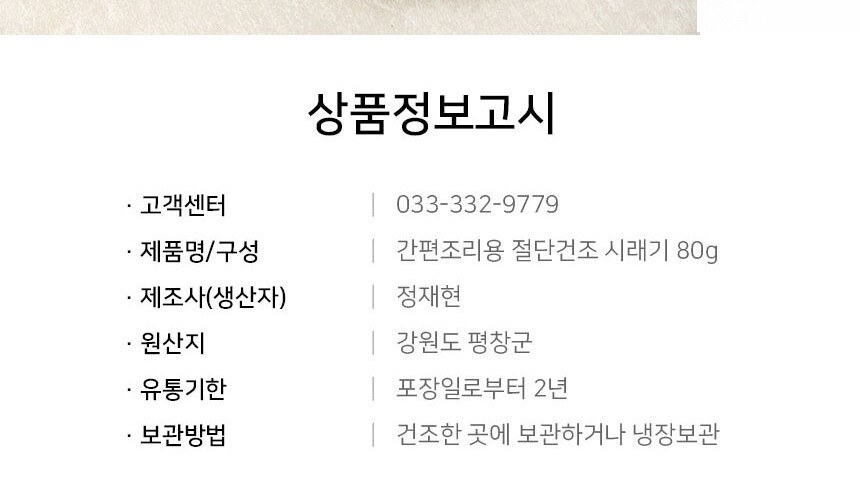 상품정보고시
· 고객센터 | 033-332-9779
· 제품명/구성 | 간편조리용 절단건조 시래기 80g
· 제조사(생산자) | 정재현
· 원산지 | 강원도 평창군
· 유통기한 | 포장일로부터 2년
· 보관방법 | 건조한 곳에 보관하거나 냉장보관